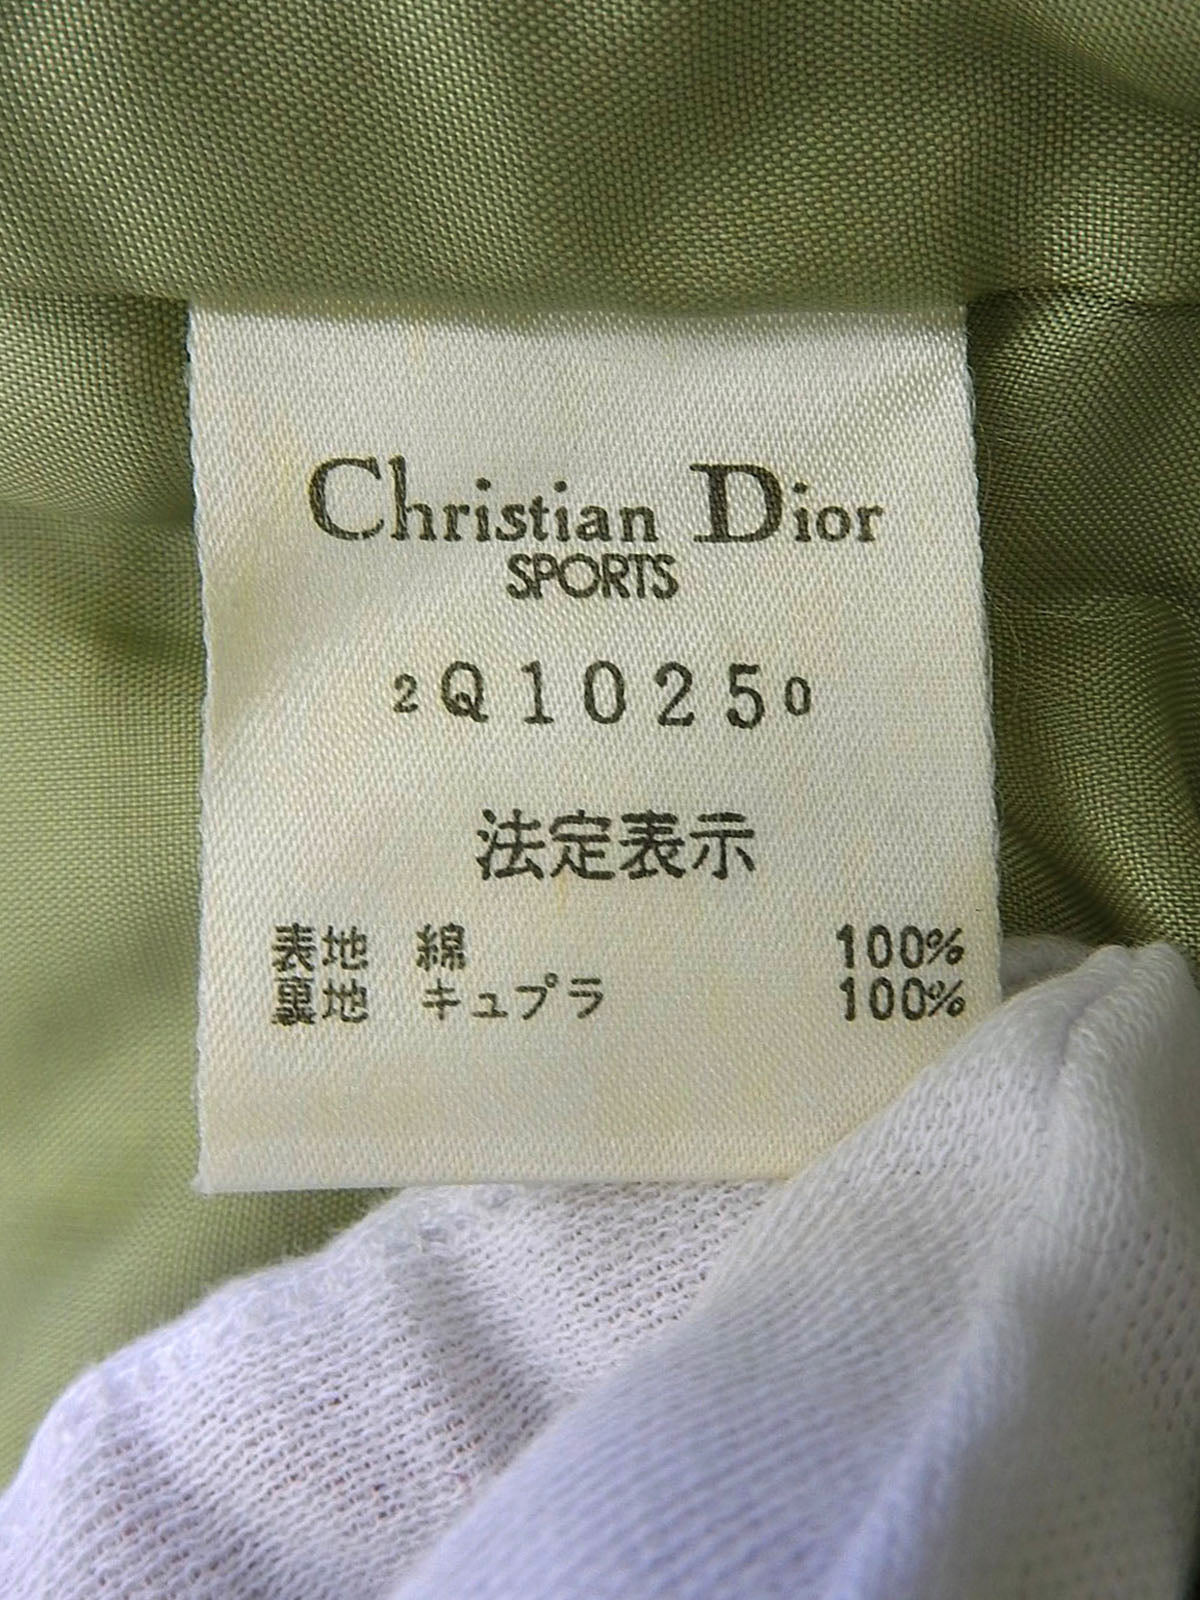 Christian Dior
SPORTS
2Q10250
法定表示
表地 綿 100%
裏地 キュプラ 100%